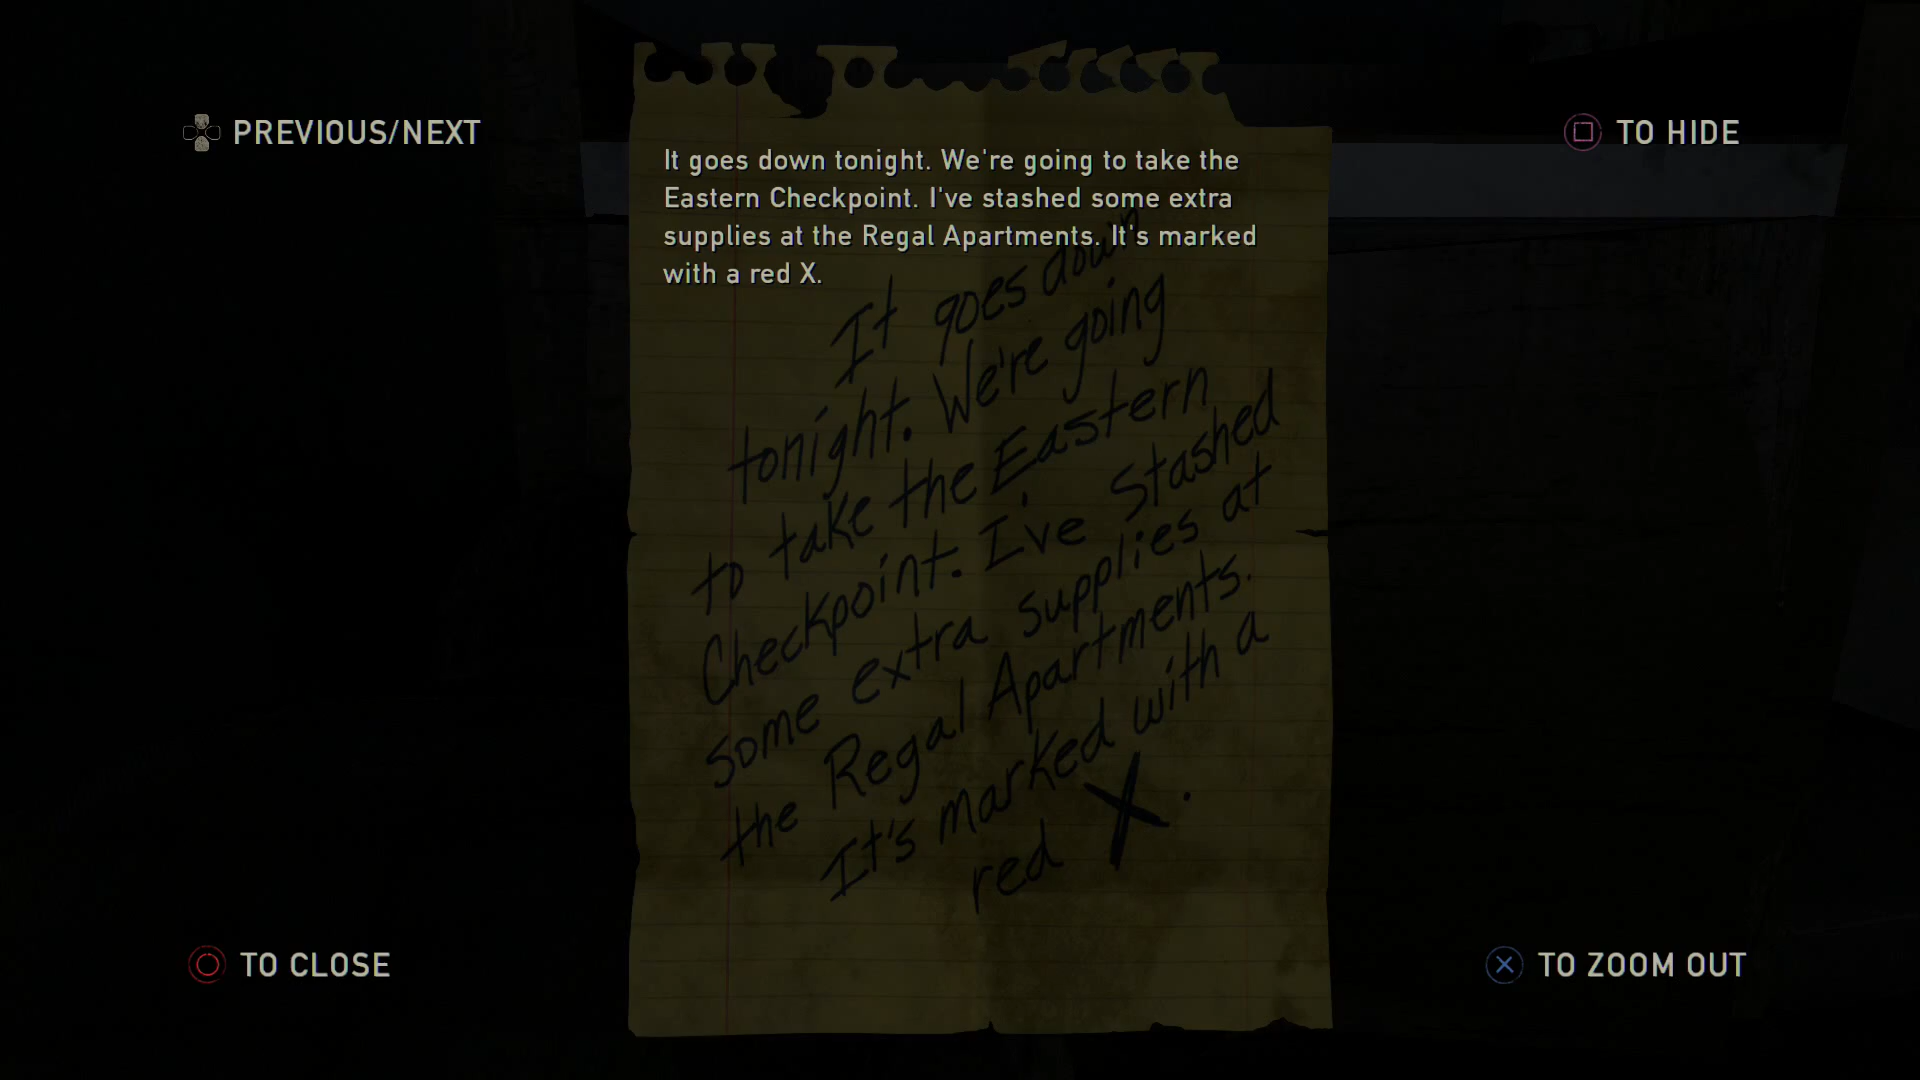 PREVIOUS/NEXT
TO HIDE
It goes down tonight. We're going to take the
Eastern Checkpoint. I've stashed some extra
supplies at the Regal Apartments. It's marked
with a red X.
It goes down
tonight. We're going
to take the Eastern
Checkpoint. I've Stashed
some extra supplies at
the Regal Apartments.
It's marked with a
red X.
TO CLOSE
TO ZOOM OUT